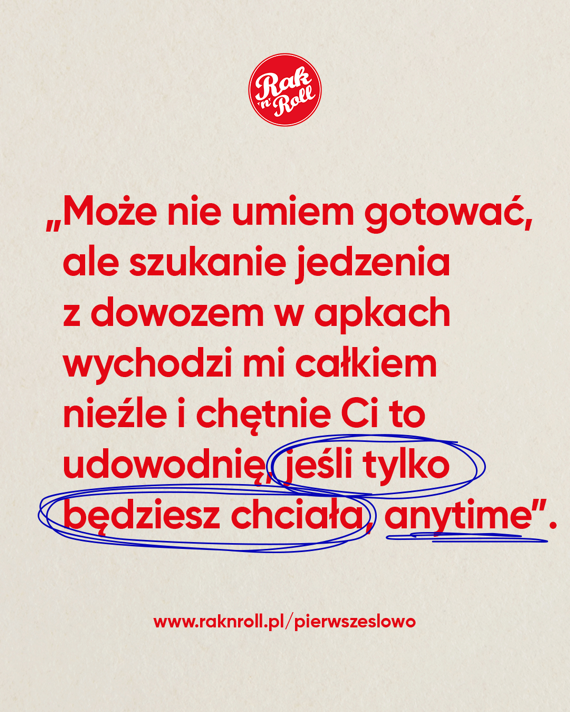 Rak
'n'
Roll
„Może nie umiem gotować,
ale szukanie jedzenia
z dowozem w apkach
wychodzi mi całkiem
nieźle i chętnie Ci to
udowodnię, jeśli tylko
będziesz chciała, anytime”.
www.raknroll.pl/pierwszeslowo